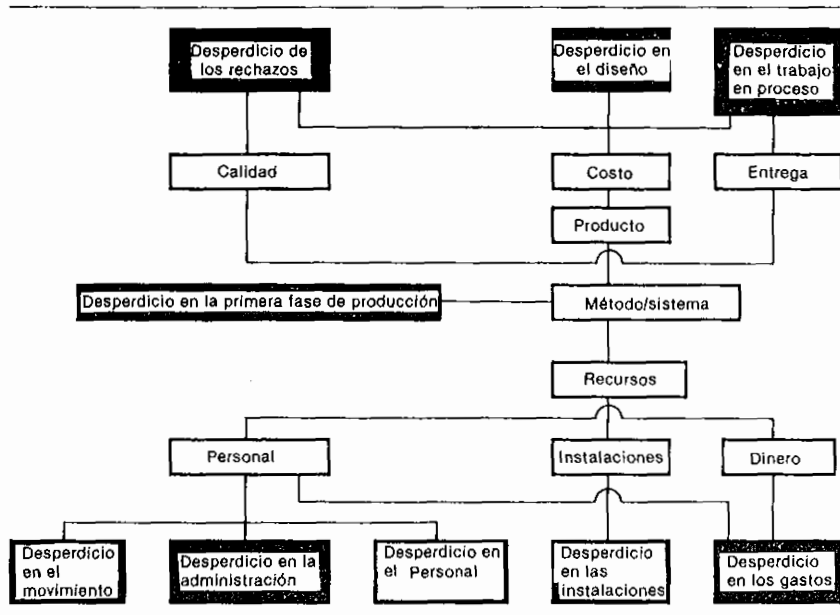 Desperdicio de
los rechazos
Desperdicio en
el diseño
Desperdicio
en el trabajo
en proceso
Calidad
Costo
Entrega
Producto
Desperdicio en la primera fase de producción
Método/sistema
Recursos
Personal
Instalaciones
Dinero
Desperdicio
en el
movimiento
Desperdicio en la
administración
Desperdicio en
el Personal
Desperdicio
en las
instalaciones
Desperdicio
en los gastos